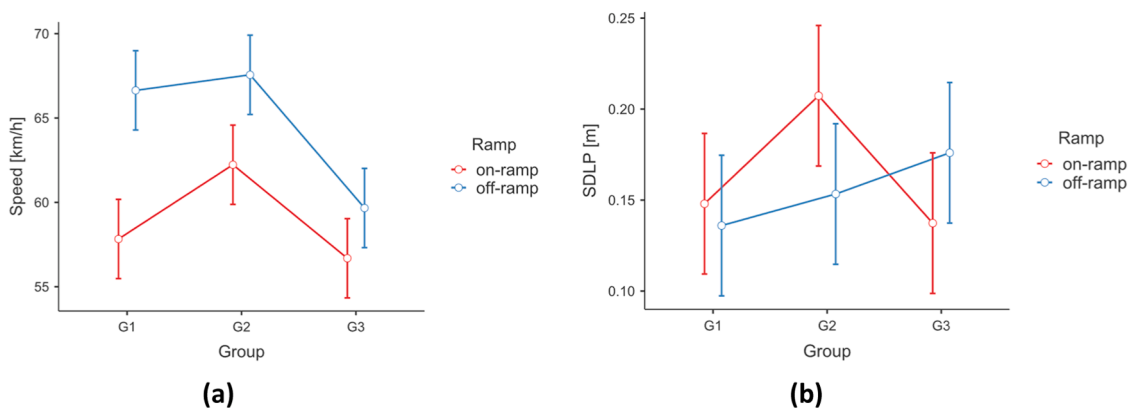 70
65
60
55
Speed [km/h]
G1 G2 G3
Group
Ramp
on-ramp
off-ramp
(a)
0.25
0.20
0.15
0.10
SDLP [m]
G1 G2 G3
Group
Ramp
on-ramp
off-ramp
(b)